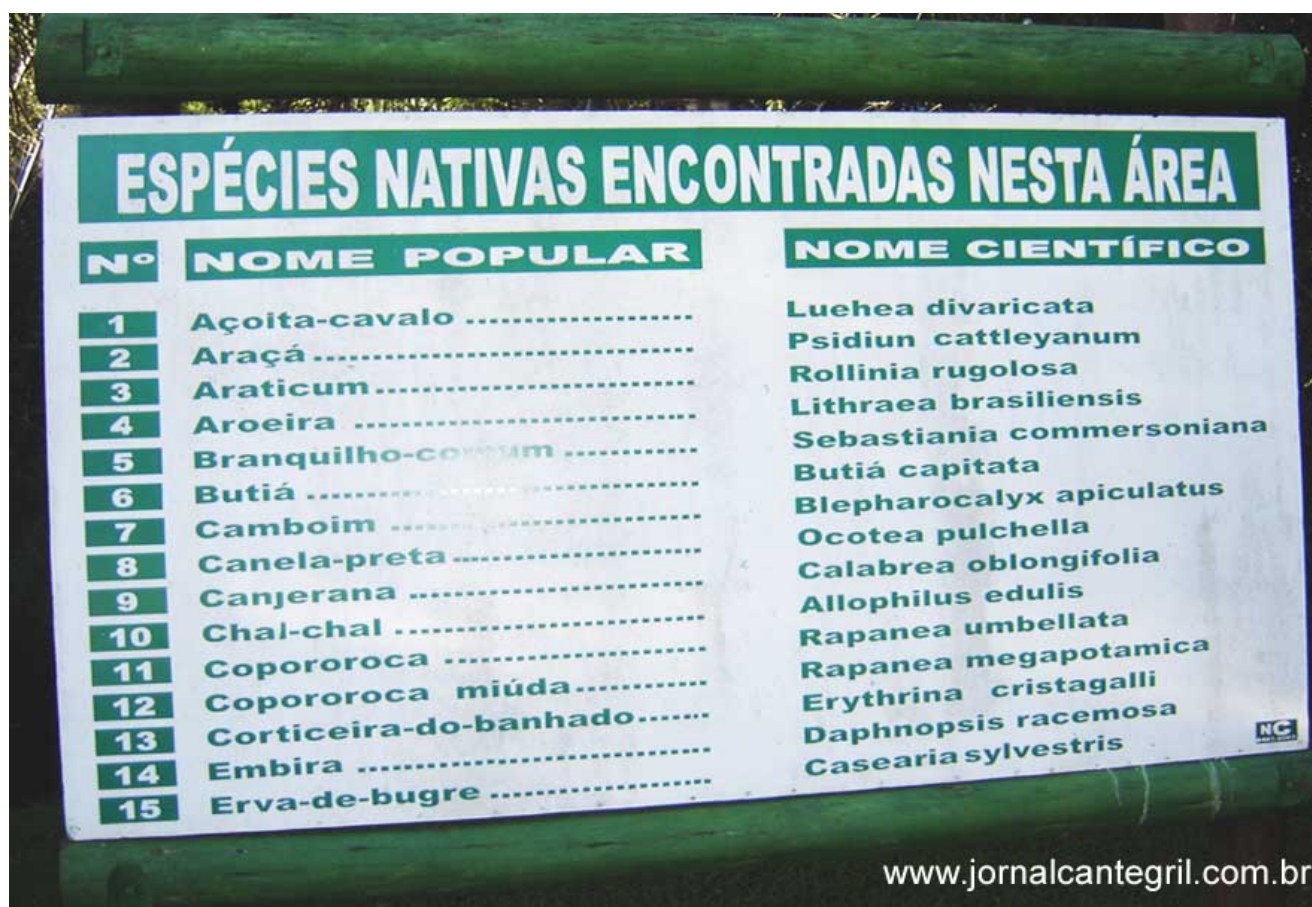 ESPÉCIES NATIVAS ENCONTRADAS NESTA ÁREA
Nº NOME POPULAR NOME CIENTÍFICO
1 Açoita-cavalo ........................ Luehea divaricata
2 Araçá ........................ Psidiun cattleyanum
3 Araticum ........................ Rollinia rugolosa
4 Aroeira ........................ Lithraea brasiliensis
5 Branquilho-comum ........................ Sebastiania commersoniana
6 Butiá ........................ Butiá capitata
7 Camboim ........................ Blepharocalyx apiculatus
8 Canela-preta ........................ Ocotea pulchella
9 Canjerana ........................ Calabrea oblongifolia
10 Chal-chal ........................ Allophilus edulis
11 Copororoca ........................ Rapanea umbellata
12 Copororoca miúda ........................ Rapanea megapotamica
13 Corticeira-do-banhado ........................ Erythrina cristagalli
14 Embira ........................ Daphnopsis racemosa
15 Erva-de-bugre ........................ Casearia sylvestris
NC
www.jornalcantegril.com.br